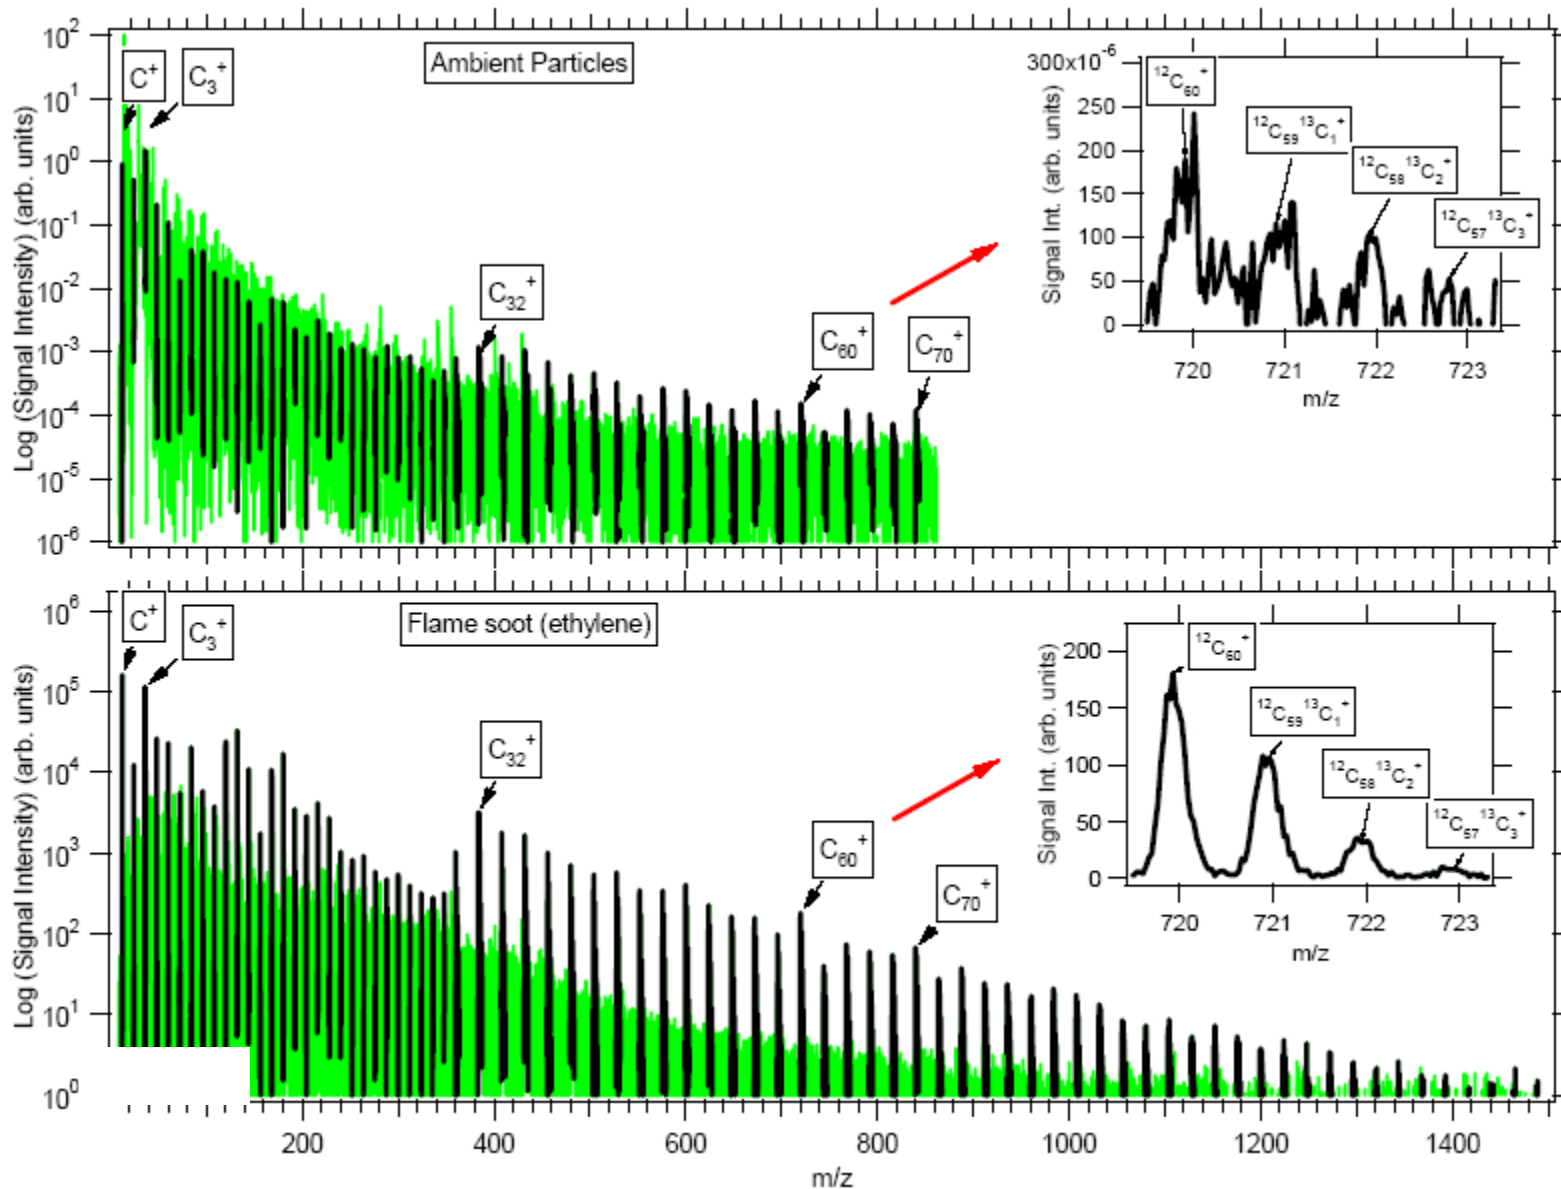 Ambient Particles
C⁺
C₃⁺
C₃₂⁺
C₆₀⁺
C₇₀⁺
Log (Signal Intensity) (arb. units)
10²
10¹
10⁰
10⁻¹
10⁻²
10⁻³
10⁻⁴
10⁻⁵
10⁻⁶
300x10⁻⁶
250
200
150
100
50
0
Signal Int. (arb. units)
¹²C₆₀⁺
¹²C₅₉¹³C₁⁺
¹²C₅₈¹³C₂⁺
¹²C₅₇¹³C₃⁺
720 721 722 723
m/z
Flame soot (ethylene)
C⁺
C₃⁺
C₃₂⁺
C₆₀⁺
C₇₀⁺
Log (Signal Intensity) (arb. units)
10⁶
10⁵
10⁴
10³
10²
10¹
10⁰
200
150
100
50
0
Signal Int. (arb. units)
¹²C₆₀⁺
¹²C₅₉¹³C₁⁺
¹²C₅₈¹³C₂⁺
¹²C₅₇¹³C₃⁺
720 721 722 723
m/z
200 400 600 800 1000 1200 1400
m/z